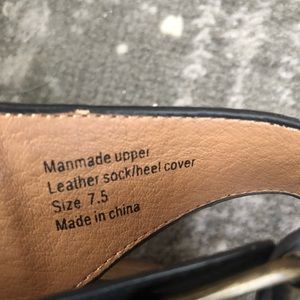 Manmade upper
Leather sock/heel cover
Size 7.5
Made in china